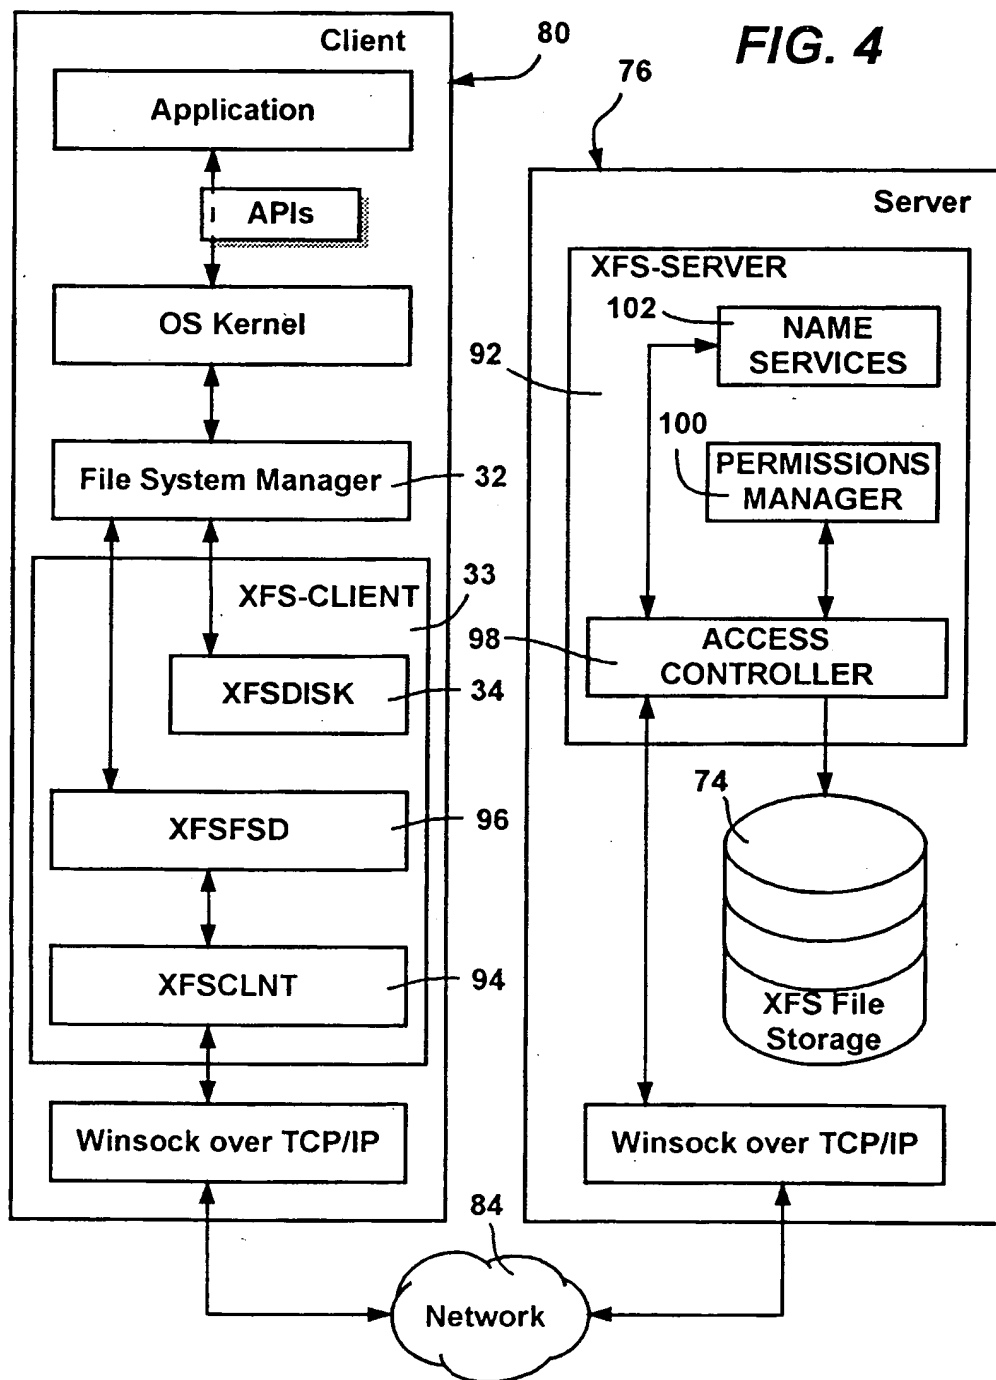 FIG. 4
Client
80
Application
APIs
OS Kernel
File System Manager
32
XFS-CLIENT
33
XFSDISK
34
XFSFSD
96
XFSCLNT
94
Winsock over TCP/IP
76
Server
XFS-SERVER
102
NAME
SERVICES
92
100
PERMISSIONS
MANAGER
98
ACCESS
CONTROLLER
74
XFS File
Storage
Winsock over TCP/IP
84
Network